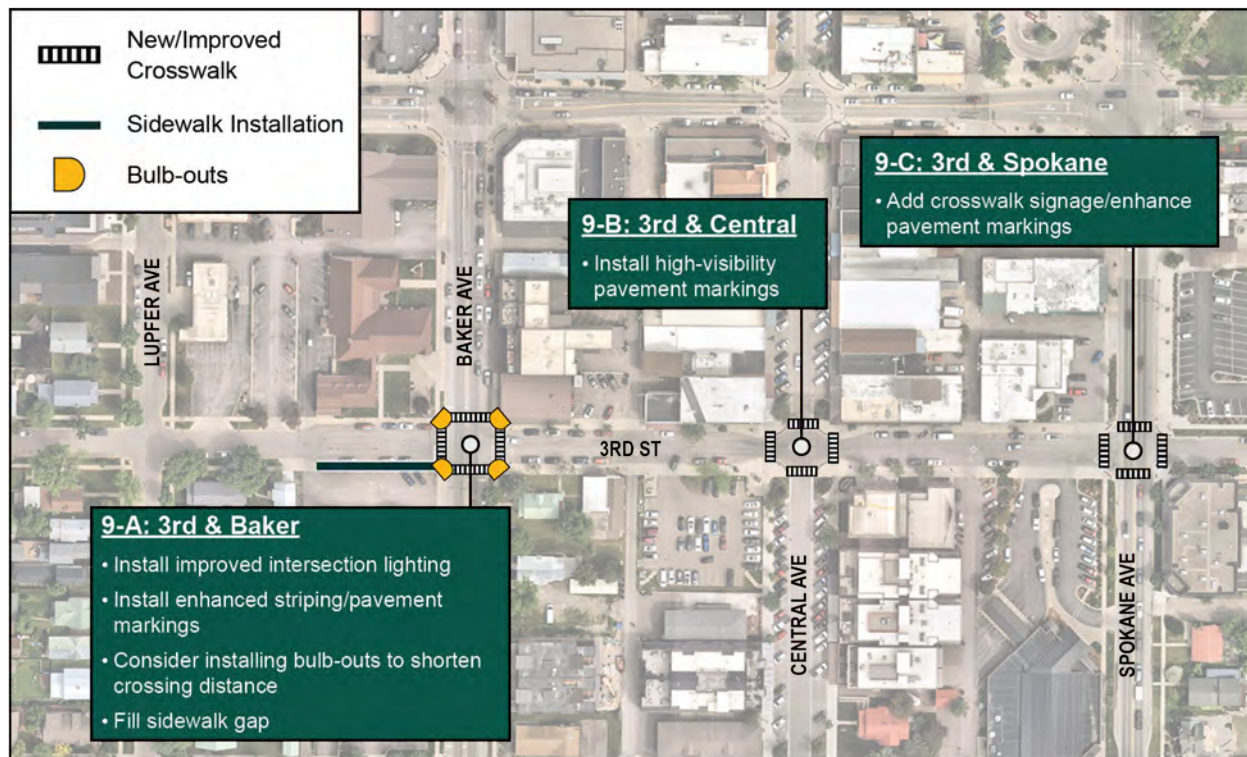 New/Improved
Crosswalk
Sidewalk Installation
Bulb-outs
9-C: 3rd & Spokane
• Add crosswalk signage/enhance
pavement markings
9-B: 3rd & Central
• Install high-visibility
pavement markings
LUPFER AVE
BAKER AVE
3RD ST
9-A: 3rd & Baker
• Install improved intersection lighting
• Install enhanced striping/pavement
markings
• Consider installing bulb-outs to shorten
crossing distance
• Fill sidewalk gap
CENTRAL AVE
SPOKANE AVE